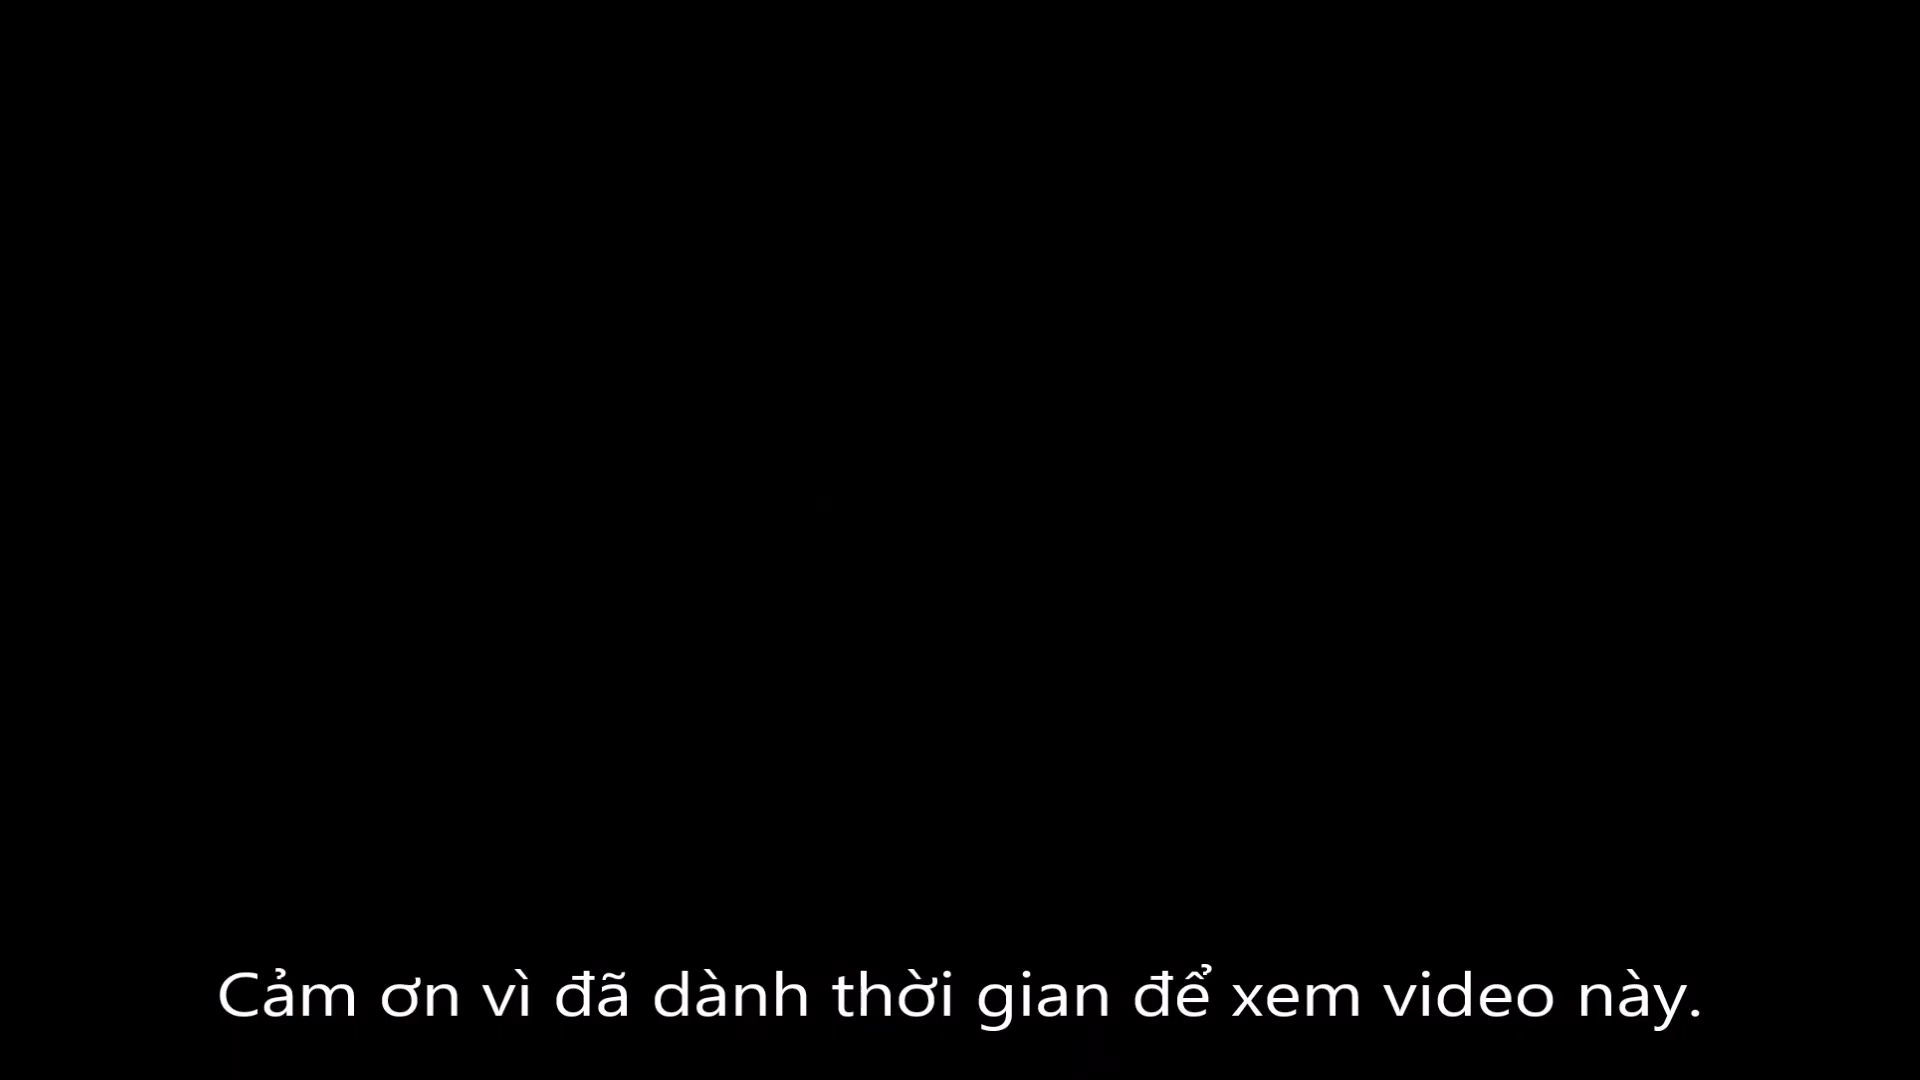 Cảm ơn vì đã dành thời gian để xem video này.